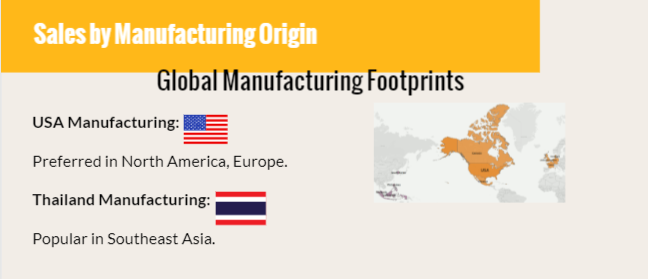 Sales by Manufacturing Origin
Global Manufacturing Footprints
USA Manufacturing:
Preferred in North America, Europe.
Thailand Manufacturing:
Popular in Southeast Asia.
USA